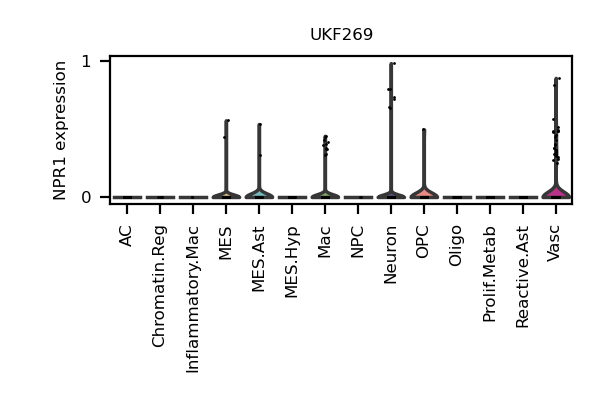 UKF269
NPR1 expression
1
0
AC
Chromatin.Reg
Inflammatory.Mac
MES
MES.Ast
MES.Hyp
Mac
NPC
Neuron
OPC
Oligo
Prolif.Metab
Reactive.Ast
Vasc